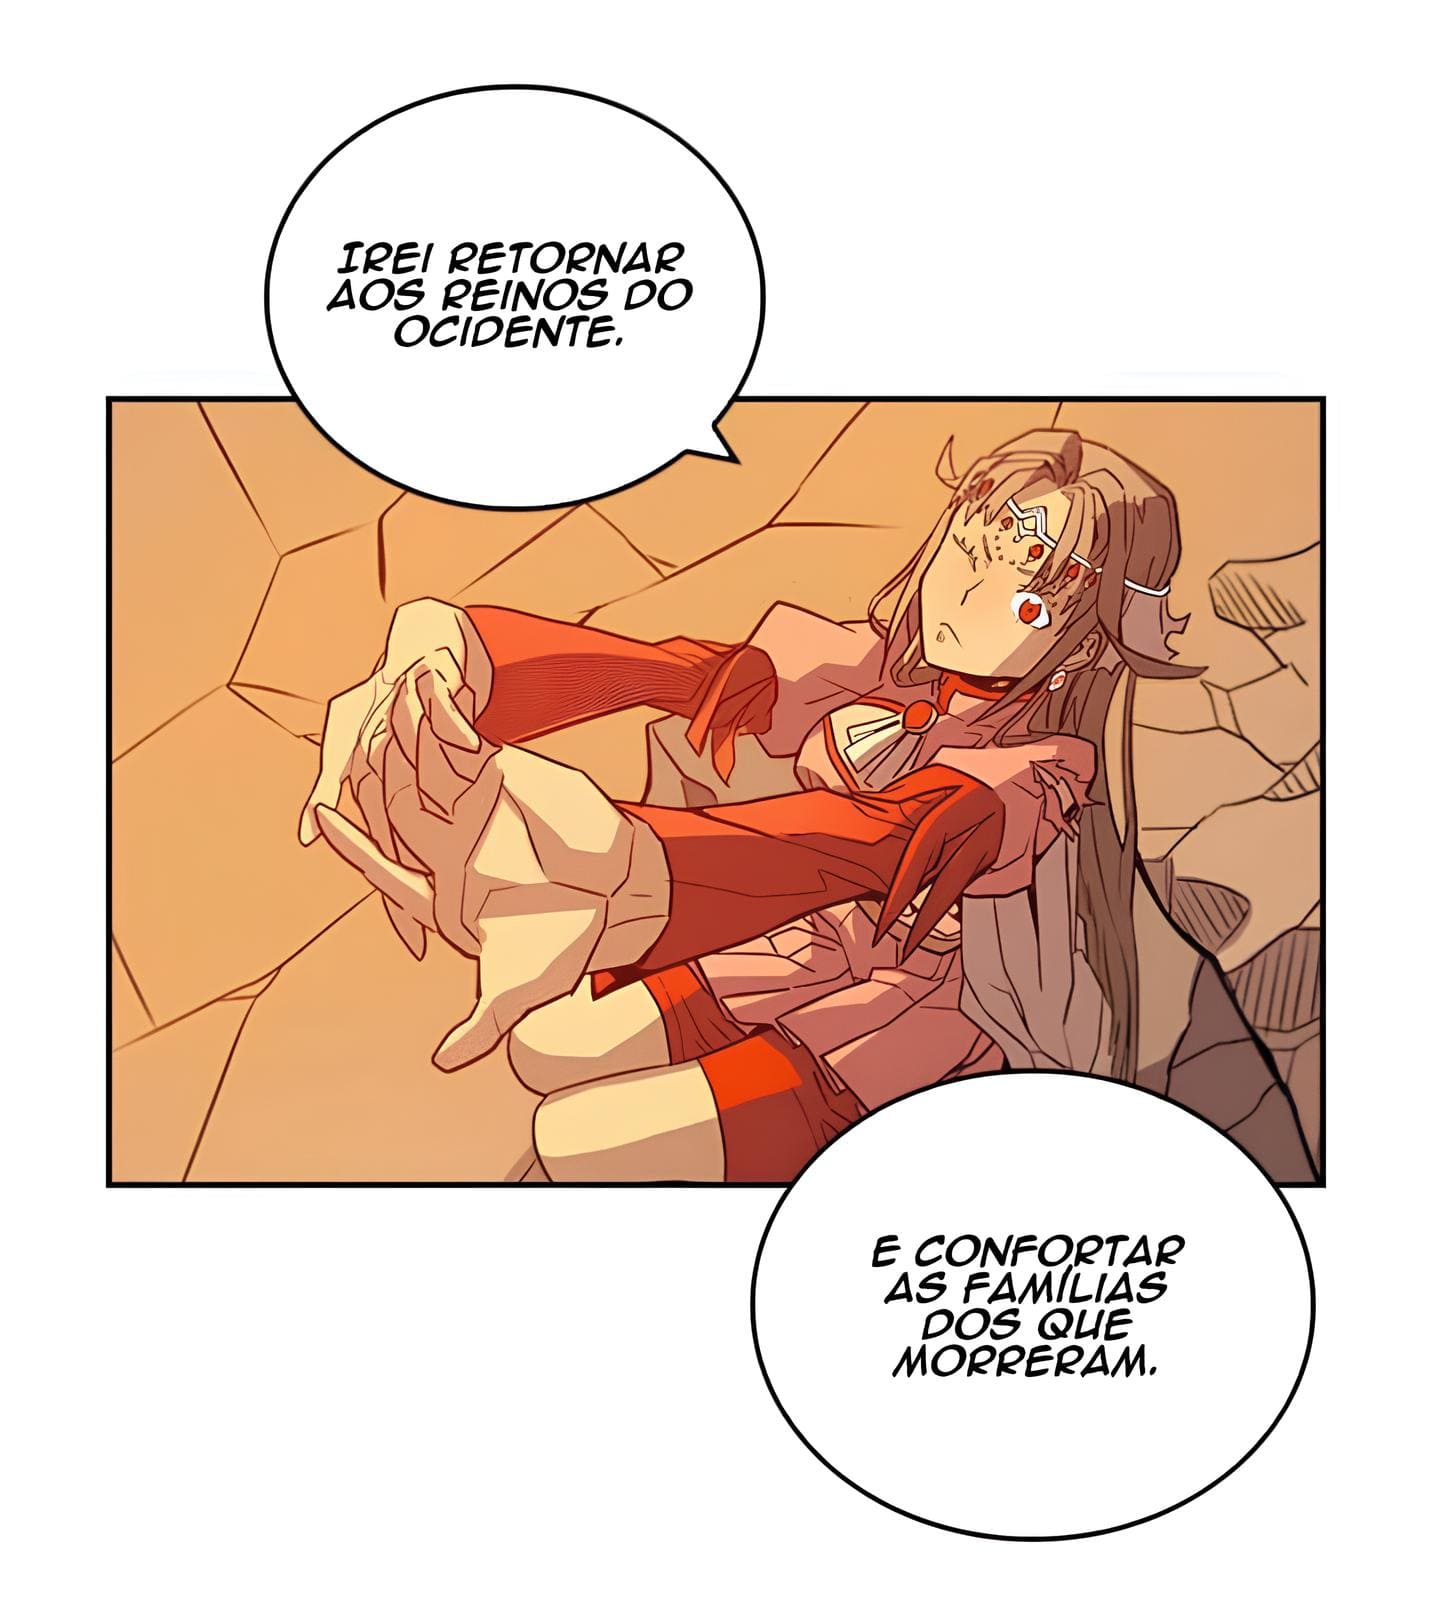 IREI RETORNAR
AOS REINOS DO
OCIDENTE.
E CONFORTAR
AS FAMÍLIAS
DOS QUE
MORRERAM.